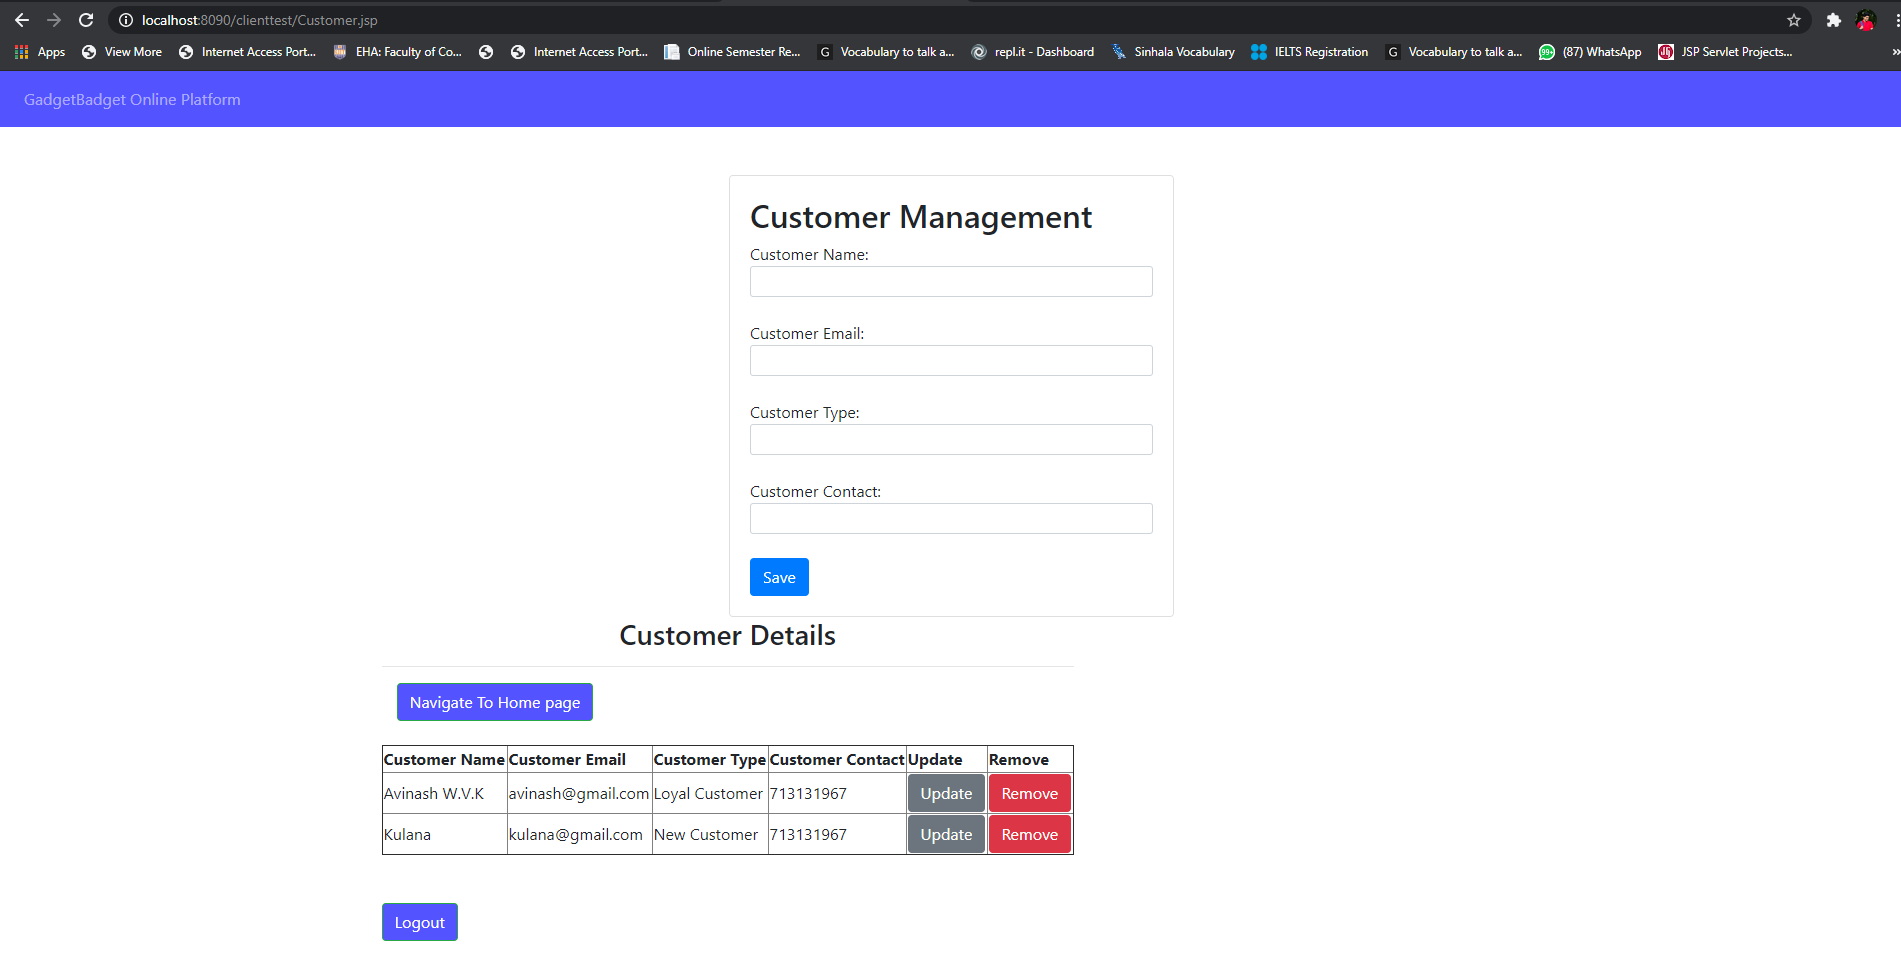 localhost:8090/clienttest/Customer.jsp
Apps View More Internet Access Port... EHA: Faculty of Co... Internet Access Port... Online Semester Re... G Vocabulary to talk a... repl.it - Dashboard Sinhala Vocabulary IELTS Registration G Vocabulary to talk a... 99+ (87) WhatsApp JSP Servlet Projects... »
GadgetBadget Online Platform
Customer Management
Customer Name:
Customer Email:
Customer Type:
Customer Contact:
Save
Customer Details
Navigate To Home page
Customer Name Customer Email Customer Type Customer Contact Update Remove
Avinash W.V.K avinash@gmail.com Loyal Customer 713131967 Update Remove
Kulana kulana@gmail.com New Customer 713131967 Update Remove
Logout